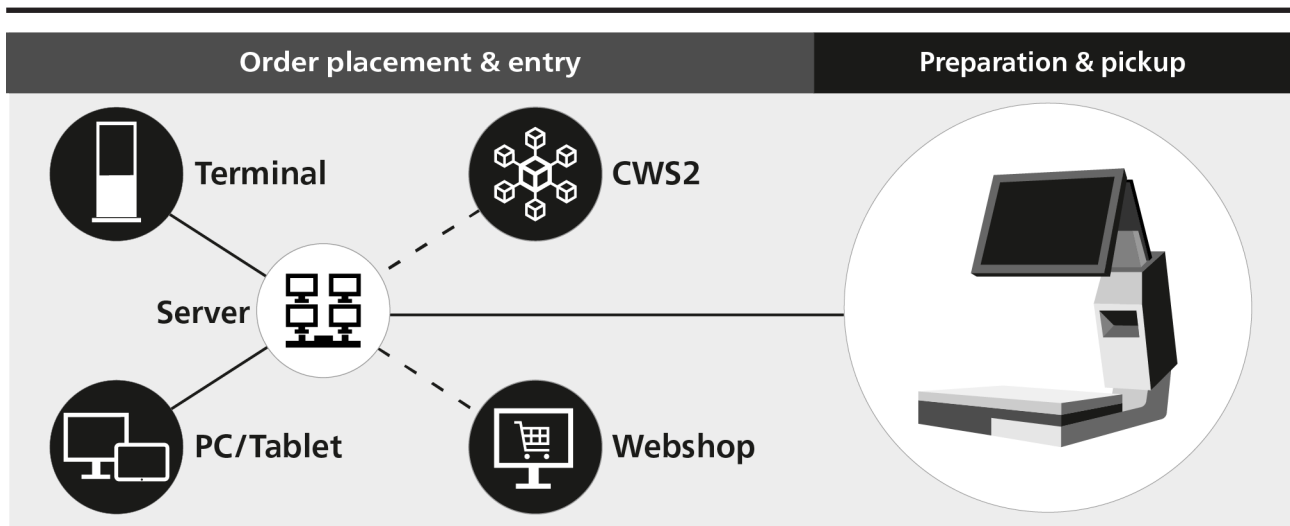 Order placement & entry
Preparation & pickup
Terminal
CWS2
Server
PC/Tablet
Webshop